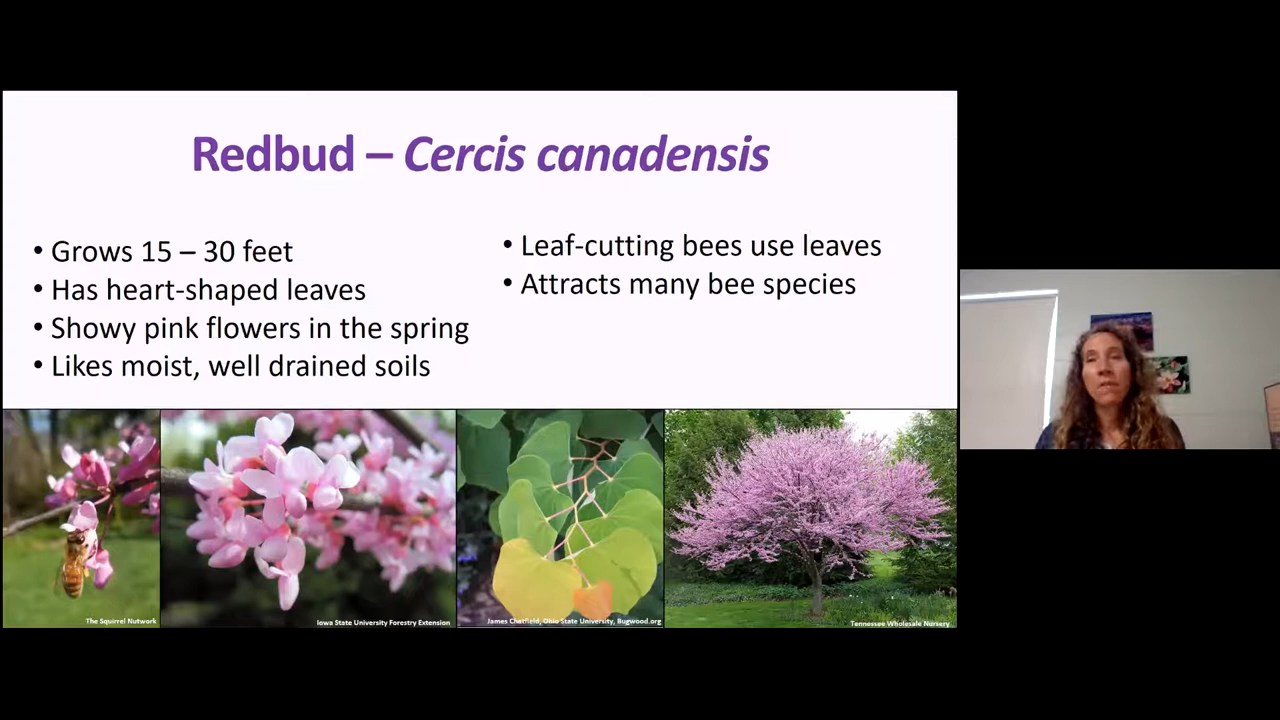 Redbud – Cercis canadensis
• Grows 15 – 30 feet
• Has heart-shaped leaves
• Showy pink flowers in the spring
• Likes moist, well drained soils
• Leaf-cutting bees use leaves
• Attracts many bee species
The Squirrel Nutwork
Iowa State University Forestry Extension
James Chatfield, Ohio State University, Bugwood.org
Tennessee Wholesale Nursery